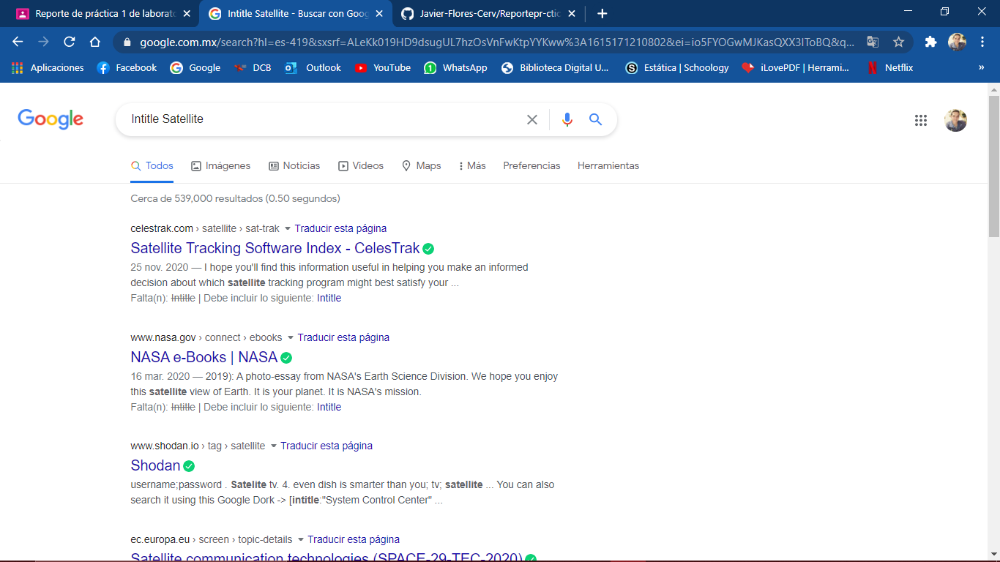 Reporte de práctica 1 de laborato
Intitle Satellite - Buscar con Goog
Javier-Flores-Cerv/Reportepr-ctic
google.com.mx/search?hl=es-419&sxsrf=ALeKk019HD9dsugUL7hzOsVnFwKtpYYKww%3A1615171210802&ei=io5FYOGwMJKasQXX3IToBQ&q...
Aplicaciones
Facebook
Google
DCB
Outlook
YouTube
WhatsApp
Biblioteca Digital U...
Estática | Schoology
iLovePDF | Herrami...
Netflix
»
Google
Intitle Satellite
Todos
Imágenes
Noticias
Videos
Maps
Más
Preferencias
Herramientas
Cerca de 539,000 resultados (0.50 segundos)
celestrak.com › satellite › sat-trak Traducir esta página
Satellite Tracking Software Index - CelesTrak
25 nov. 2020 — I hope you'll find this information useful in helping you make an informed
decision about which satellite tracking program might best satisfy your ...
Falta(n): Intitle | Debe incluir lo siguiente: Intitle
www.nasa.gov › connect › ebooks Traducir esta página
NASA e-Books | NASA
16 mar. 2020 — 2019): A photo-essay from NASA's Earth Science Division. We hope you enjoy
this satellite view of Earth. It is your planet. It is NASA's mission.
Falta(n): Intitle | Debe incluir lo siguiente: Intitle
www.shodan.io › tag › satellite Traducir esta página
Shodan
username;password . Satelite tv. 4. even dish is smarter than you; tv; satellite ... You can also
search it using this Google Dork -> [intitle:"System Control Center" ...
ec.europa.eu › screen › topic-details Traducir esta página
Satellite communication technologies (SPACE-29-TEC-2020)